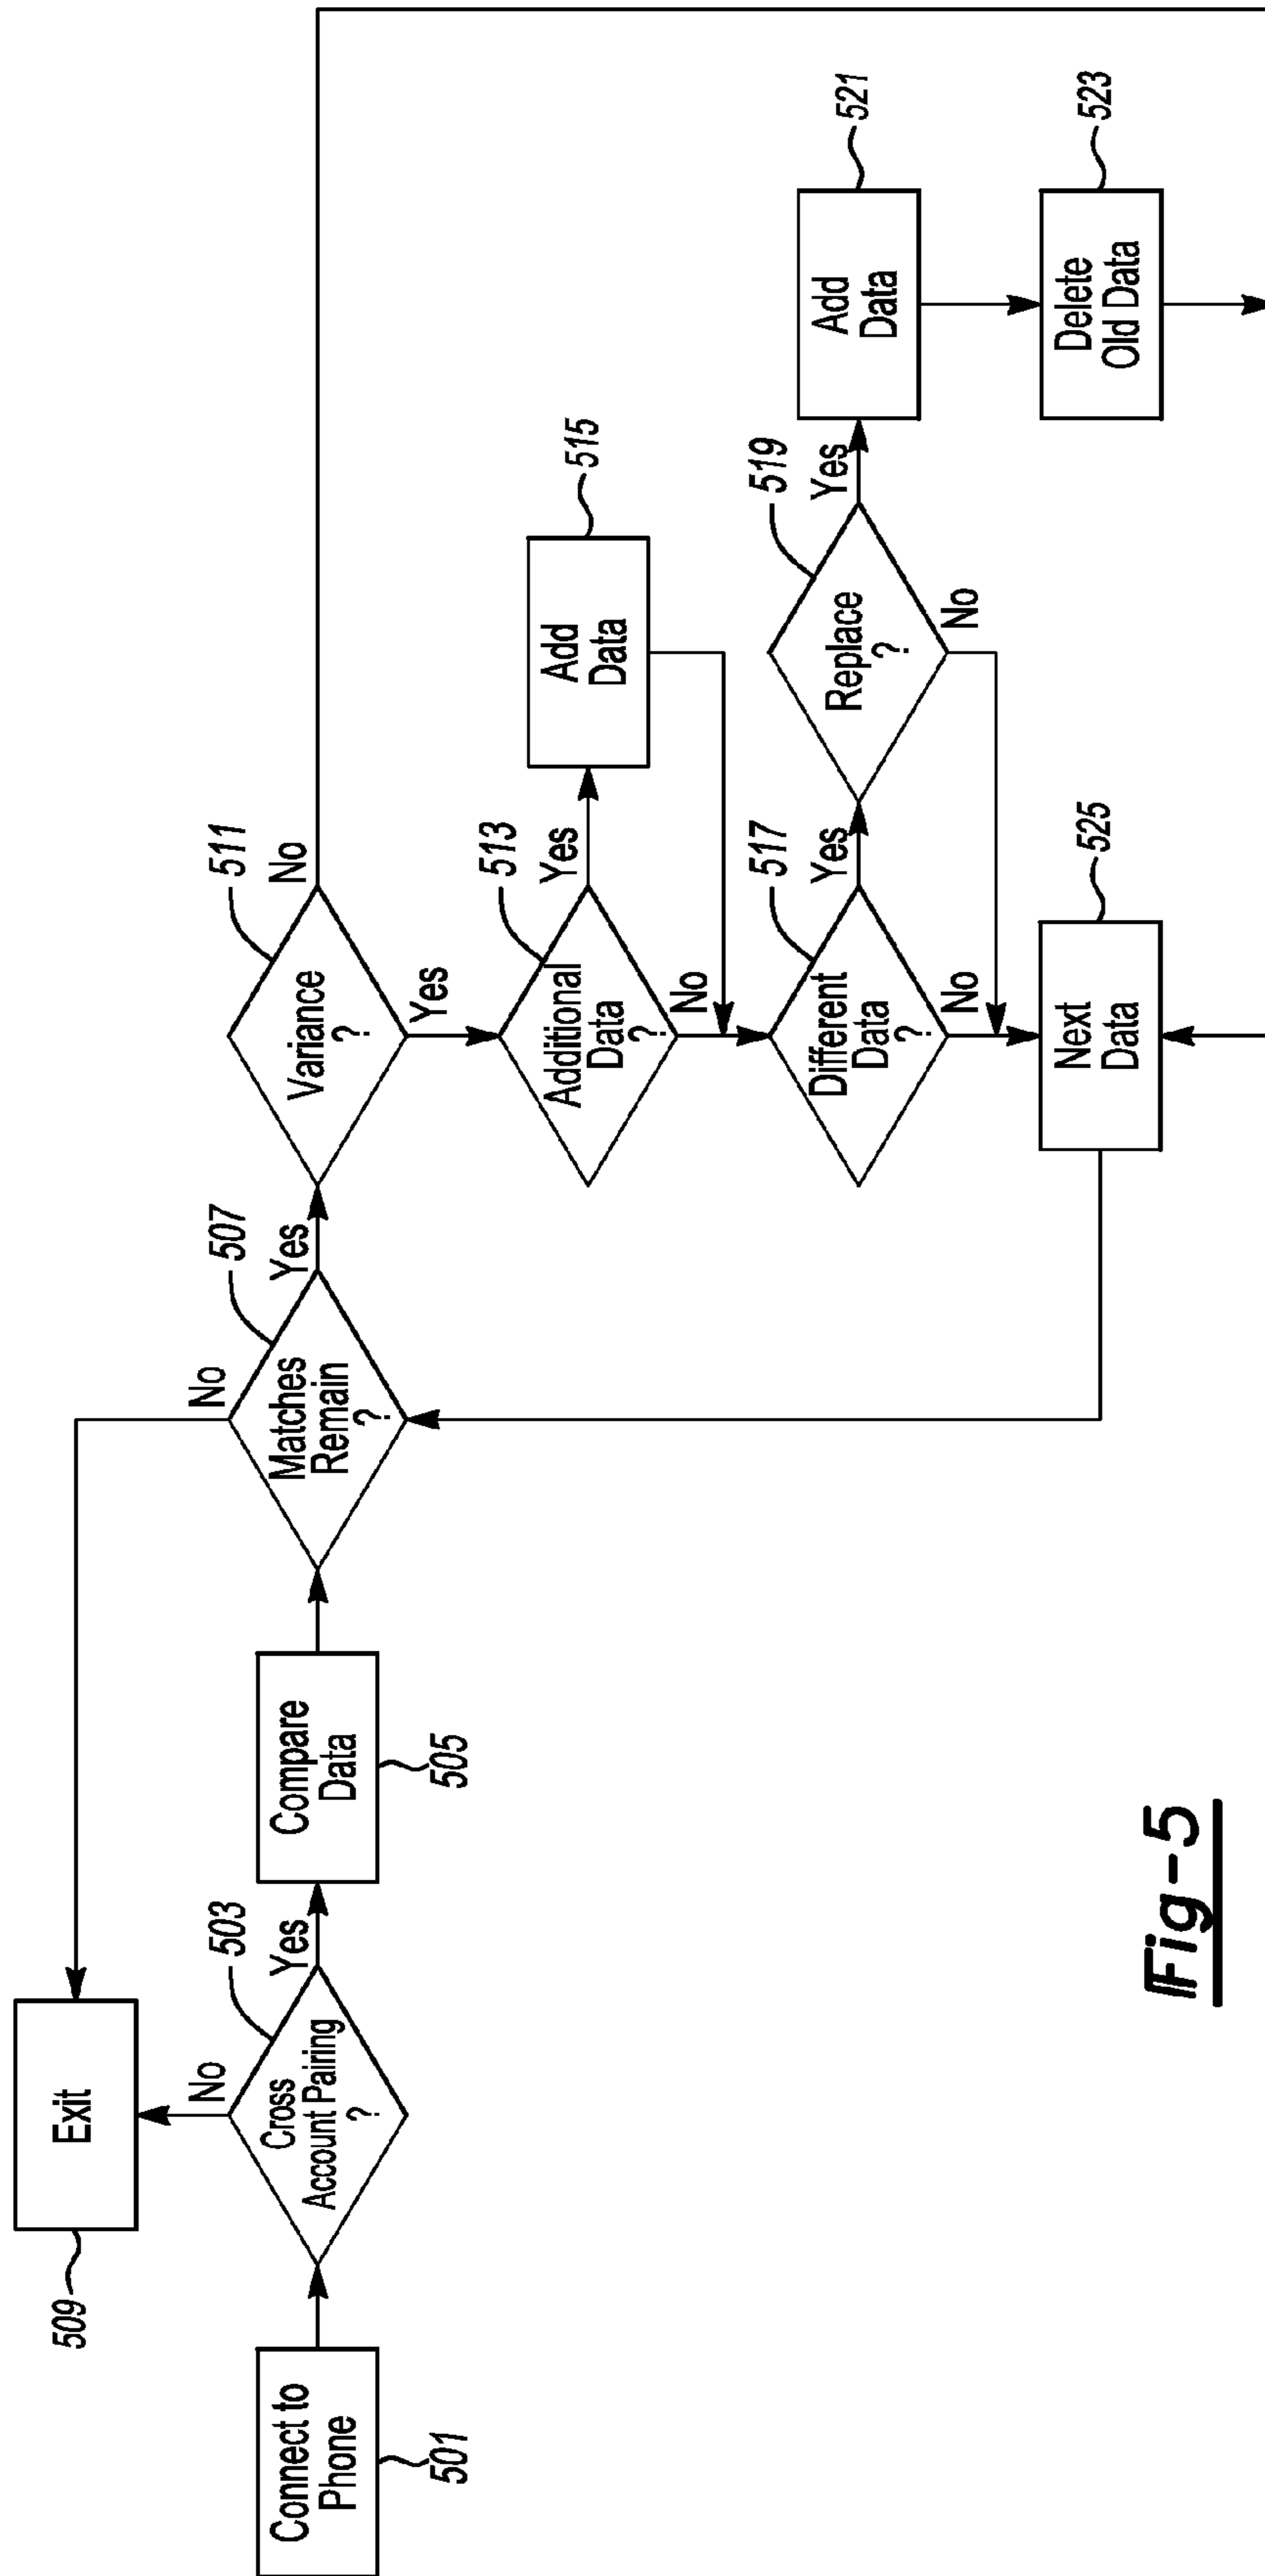 Connect to
Phone
501
Cross
Account Pairing
?
503
No
Yes
Exit
509
Compare
Data
505
Matches
Remain
?
507
No
Yes
Variance
?
511
No
Yes
Additional
Data
?
513
Yes
No
Add
Data
515
Different
Data
?
517
Yes
No
Replace
?
519
Yes
No
Add
Data
521
Delete
Old Data
523
Next
Data
525
Fig-5